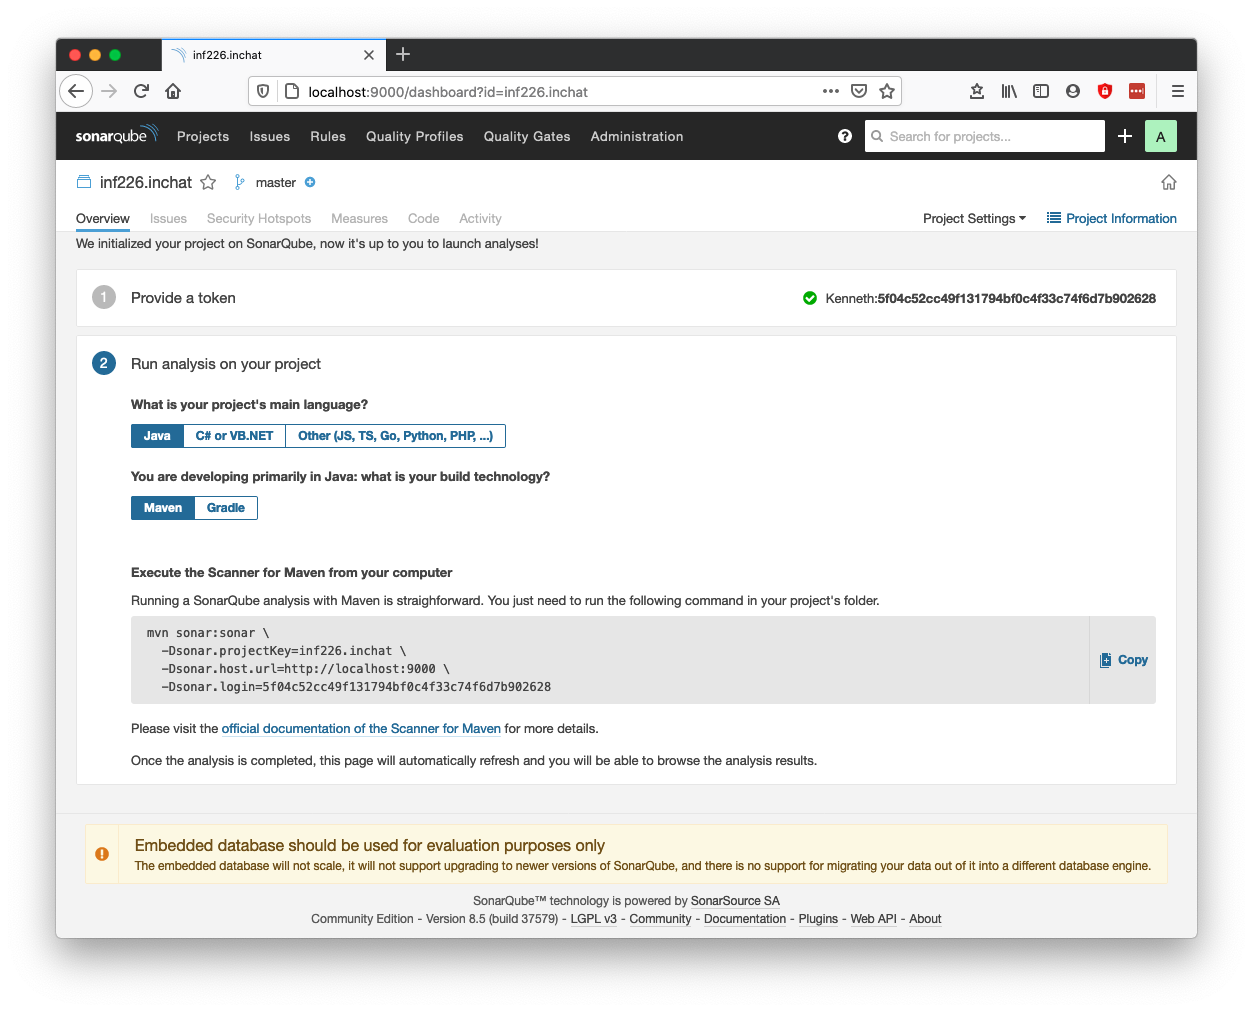 inf226.inchat
localhost:9000/dashboard?id=inf226.inchat
sonarqube Projects Issues Rules Quality Profiles Quality Gates Administration Search for projects... A
inf226.inchat master
Overview Issues Security Hotspots Measures Code Activity Project Settings Project Information
We initialized your project on SonarQube, now it's up to you to launch analyses!
1 Provide a token Kenneth:5f04c52cc49f131794bf0c4f33c74f6d7b902628
2 Run analysis on your project
What is your project's main language?
Java C# or VB.NET Other (JS, TS, Go, Python, PHP, ...)
You are developing primarily in Java: what is your build technology?
Maven Gradle
Execute the Scanner for Maven from your computer
Running a SonarQube analysis with Maven is straighforward. You just need to run the following command in your project's folder.
mvn sonar:sonar \
-Dsonar.projectKey=inf226.inchat \
-Dsonar.host.url=http://localhost:9000 \
-Dsonar.login=5f04c52cc49f131794bf0c4f33c74f6d7b902628
Copy
Please visit the official documentation of the Scanner for Maven for more details.
Once the analysis is completed, this page will automatically refresh and you will be able to browse the analysis results.
Embedded database should be used for evaluation purposes only
The embedded database will not scale, it will not support upgrading to newer versions of SonarQube, and there is no support for migrating your data out of it into a different database engine.
SonarQube™ technology is powered by SonarSource SA
Community Edition - Version 8.5 (build 37579) - LGPL v3 - Community - Documentation - Plugins - Web API - About